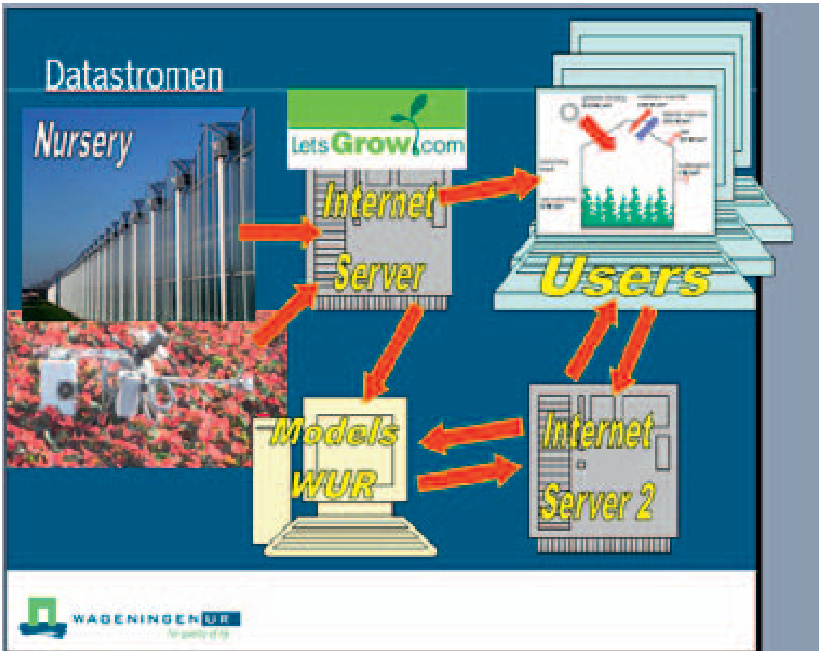 Datastromen
Nursery
LetsGrow.com
Internet
Server
Users
Models
WUR
Internet
Server 2
WAGENINGEN UR
For quality of life